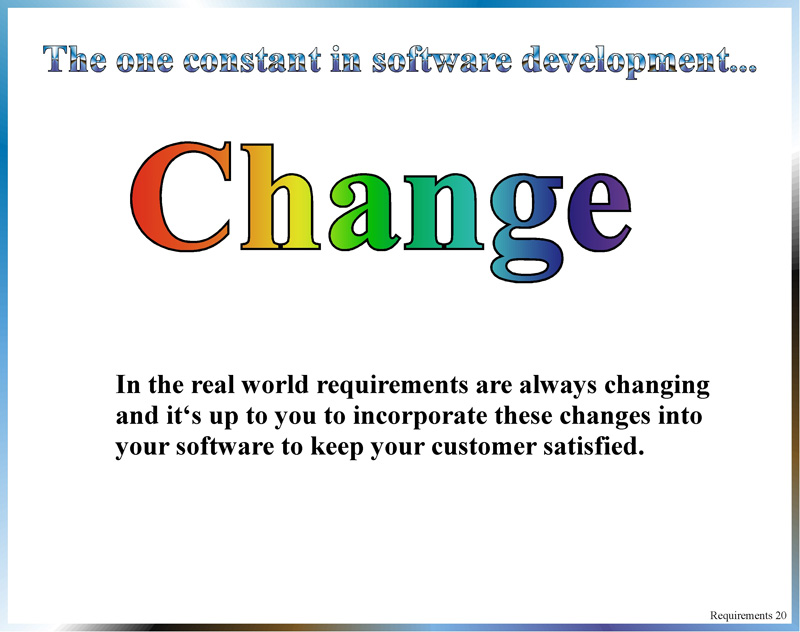 The one constant in software development...
Change
In the real world requirements are always changing
and it‘s up to you to incorporate these changes into
your software to keep your customer satisfied.
Requirements 20